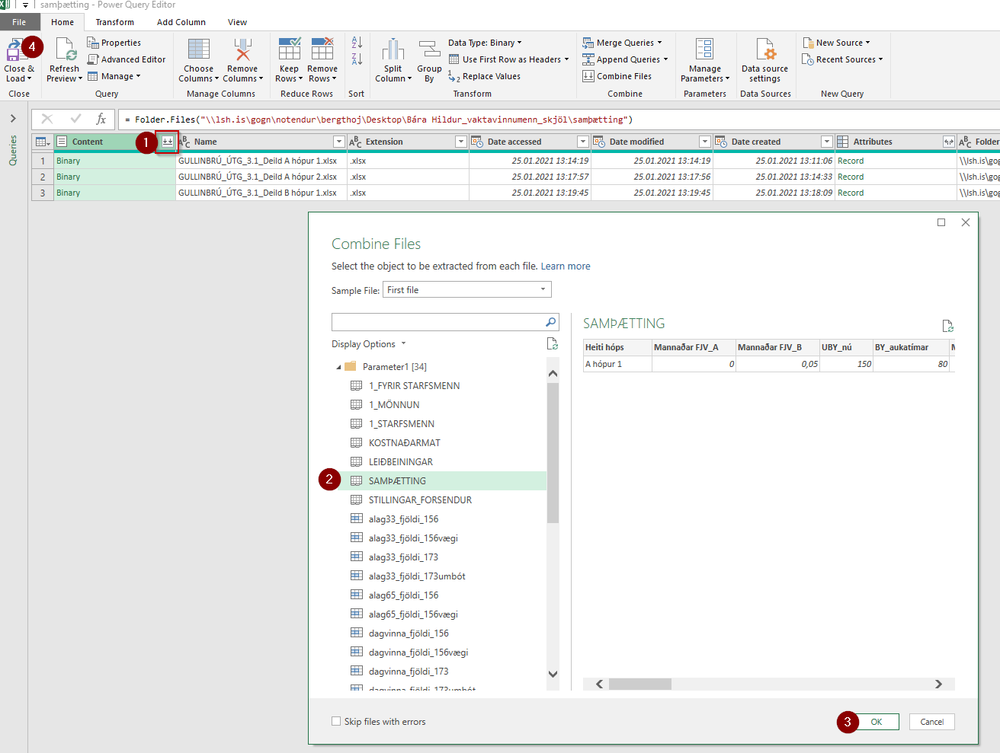 samþætting - Power Query Editor
File Home Transform Add Column View
4
Close & Load
Refresh Preview
Properties
Advanced Editor
Manage
Choose Columns
Remove Columns
Keep Rows
Remove Rows
Split Column
Group By
Data Type: Binary
Use First Row as Headers
Replace Values
Merge Queries
Append Queries
Combine Files
Manage Parameters
Data source settings
New Source
Recent Sources
Close Query Manage Columns Reduce Rows Sort Transform Combine Parameters Data Sources New Query
Queries
fx = Folder.Files("\\lsh.is\gogn\notendur\bergthoj\Desktop\Bára Hildur_vaktavinnumenn_skjöl\samþætting")
Content 1 Name Extension Date accessed Date modified Date created Attributes Folder
1 Binary GULLINBRÚ_ÚTG_3.1_Deild A hópur 1.xlsx .xlsx 25.01.2021 13:14:19 25.01.2021 13:14:19 25.01.2021 13:11:06 Record \\lsh.is\gog
2 Binary GULLINBRÚ_ÚTG_3.1_Deild A hópur 2.xlsx .xlsx 25.01.2021 13:17:57 25.01.2021 13:17:56 25.01.2021 13:14:33 Record \\lsh.is\gog
3 Binary GULLINBRÚ_ÚTG_3.1_Deild B hópur 1.xlsx .xlsx 25.01.2021 13:19:45 25.01.2021 13:19:45 25.01.2021 13:18:09 Record \\lsh.is\gog
Combine Files
Select the object to be extracted from each file. Learn more
Sample File: First file
Display Options
Parameter1 [34]
1_FYRIR STARFSMENN
1_MÖNNUN
1_STARFSMENN
KOSTNAÐARMAT
LEIÐBEININGAR
2 SAMÞÆTTING
STILLINGAR_FORSENDUR
alag33_fjöldi_156
alag33_fjöldi_156vægi
alag33_fjöldi_173
alag33_fjöldi_173umbót
alag65_fjöldi_156
alag65_fjöldi_156vægi
dagvinna_fjöldi_156
dagvinna_fjöldi_156vægi
dagvinna_fjöldi_173
dagvinna_fjöldi_173umbót
SAMÞÆTTING
Heiti hóps Mannaðar FJV_A Mannaðar FJV_B UBY_nú BY_aukatímar
A hópur 1 0 0,05 150 80
Skip files with errors
3 OK Cancel